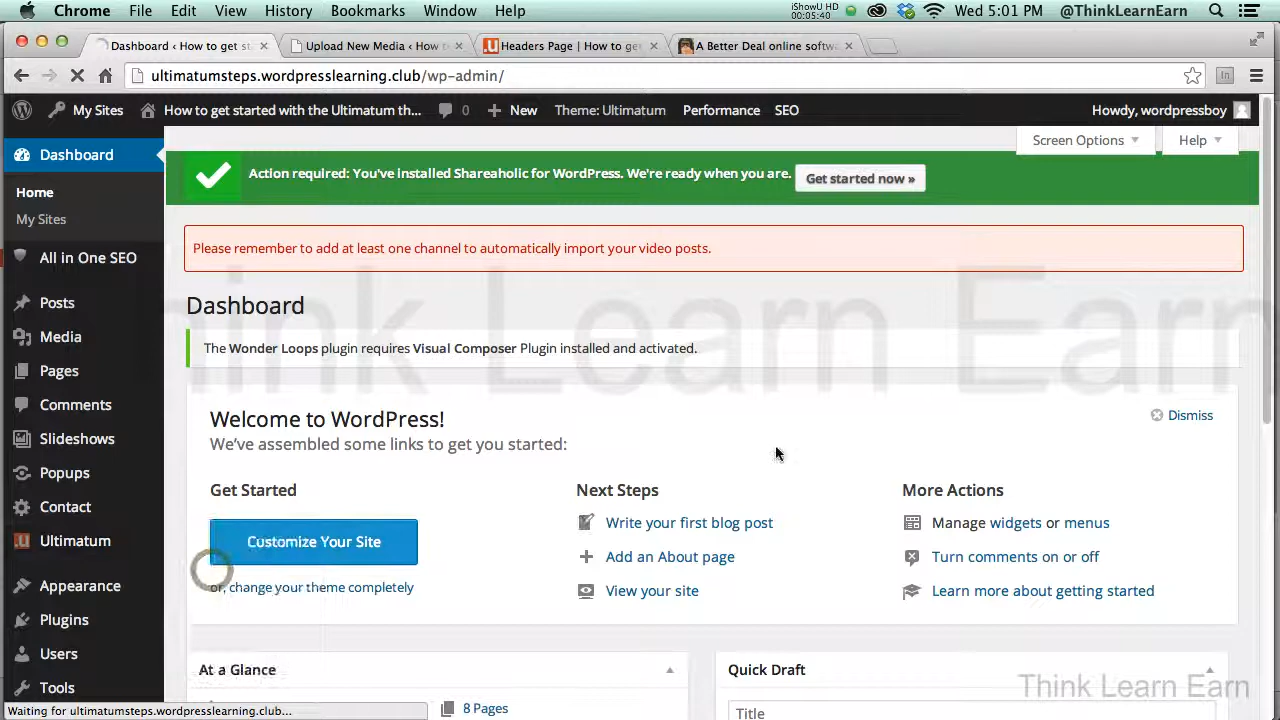 Chrome File Edit View History Bookmarks Window Help
iShowU HD
00:05:40
Wed 5:01 PM @ThinkLearnEarn
Dashboard ‹ How to get st
Upload New Media ‹ How t
Headers Page | How to ge
A Better Deal online softw
ultimatumsteps.wordpresslearning.club/wp-admin/
My Sites
How to get started with the Ultimatum th...
0
New
Theme: Ultimatum
Performance
SEO
Howdy, wordpressboy
Screen Options
Help
Dashboard
Home
My Sites
All in One SEO
Posts
Media
Pages
Comments
Slideshows
Popups
Contact
Ultimatum
Appearance
Plugins
Users
Tools
Action required: You've installed Shareaholic for WordPress. We're ready when you are.
Get started now »
Please remember to add at least one channel to automatically import your video posts.
Dashboard
The Wonder Loops plugin requires Visual Composer Plugin installed and activated.
Think Learn Earn
Welcome to WordPress!
Dismiss
We've assembled some links to get you started:
Get Started
Customize Your Site
or, change your theme completely
Next Steps
Write your first blog post
Add an About page
View your site
More Actions
Manage widgets or menus
Turn comments on or off
Learn more about getting started
At a Glance
8 Pages
Quick Draft
Title
Think Learn Earn
Waiting for ultimatumsteps.wordpresslearning.club...